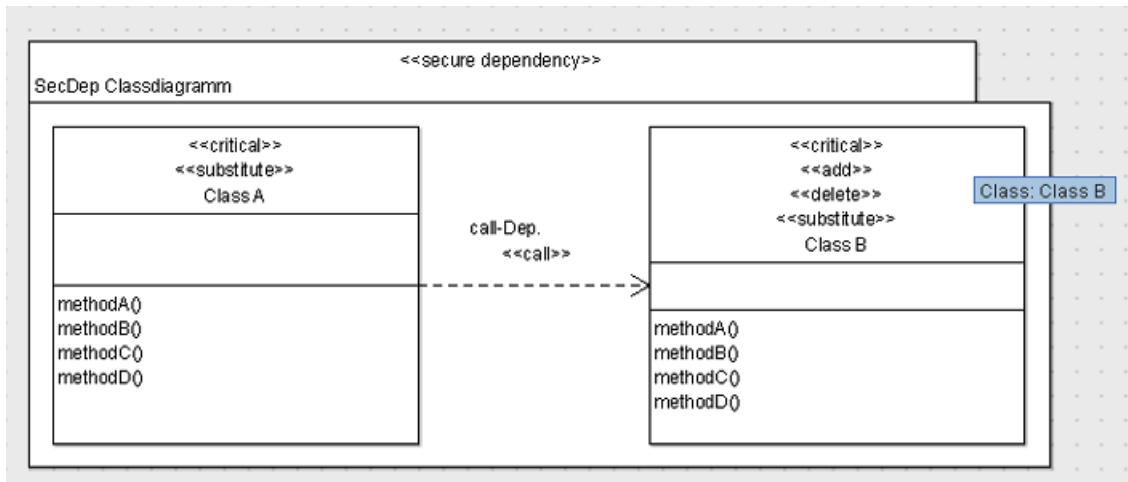 <<secure dependency>>
SecDep Classdiagramm
<<critical>>
<<substitute>>
Class A
methodA()
methodB()
methodC()
methodD()
call-Dep.
<<call>>
<<critical>>
<<add>>
<<delete>>
<<substitute>>
Class B
methodA()
methodB()
methodC()
methodD()
Class: Class B